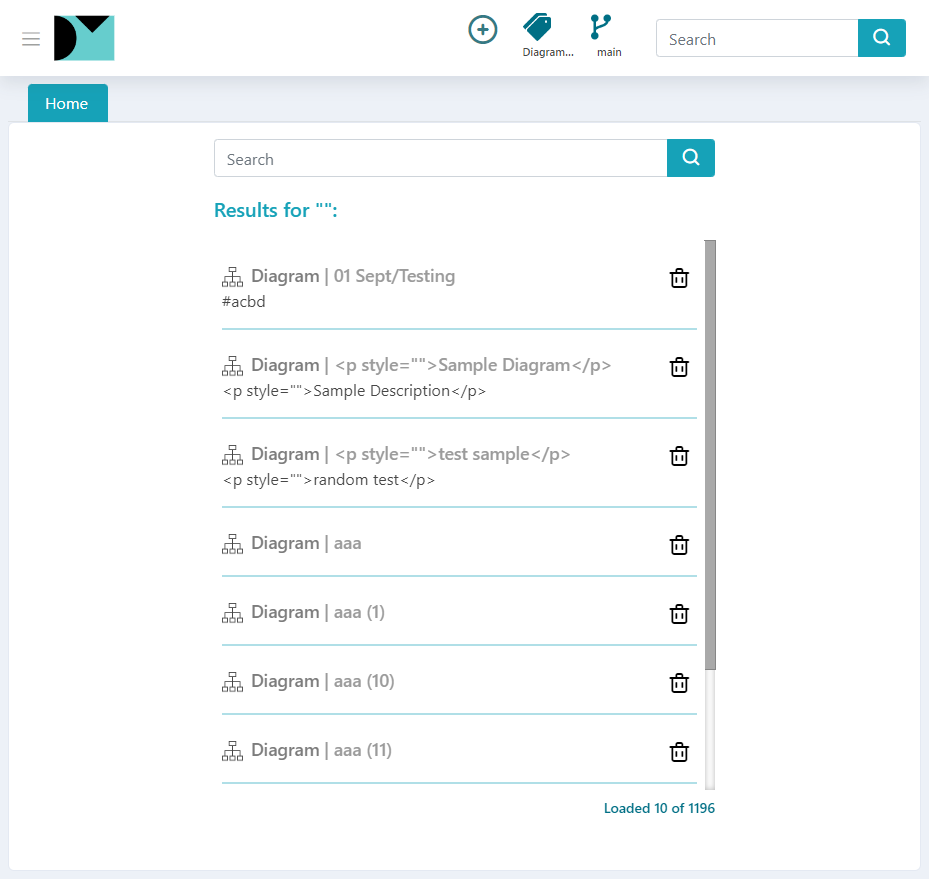 Diagram...
main
Search
Home
Search
Results for "":
Diagram | 01 Sept/Testing
#acbd
Diagram | <p style="">Sample Diagram</p>
<p style="">Sample Description</p>
Diagram | <p style="">test sample</p>
<p style="">random test</p>
Diagram | aaa
Diagram | aaa (1)
Diagram | aaa (10)
Diagram | aaa (11)
Loaded 10 of 1196